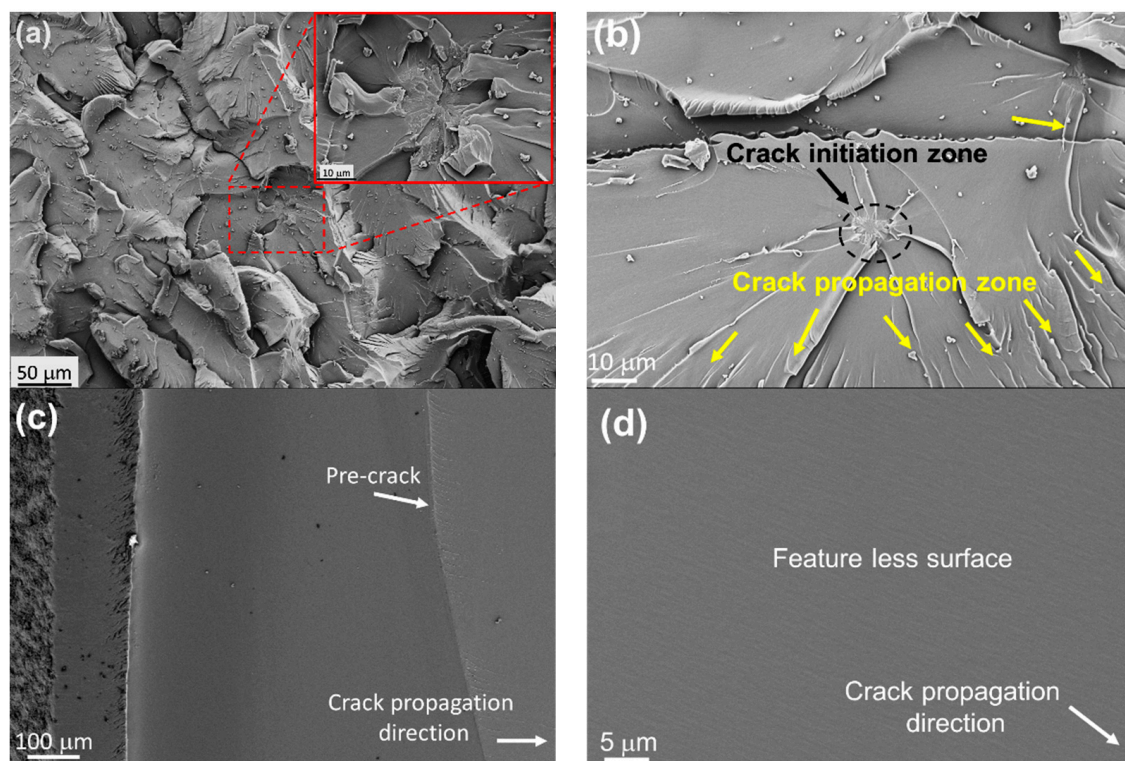 (a)
10 μm
50 μm
(b)
Crack initiation zone
Crack propagation zone
10 μm
(c)
Pre-crack
Crack propagation
direction
100 μm
(d)
Feature less surface
Crack propagation
direction
5 μm